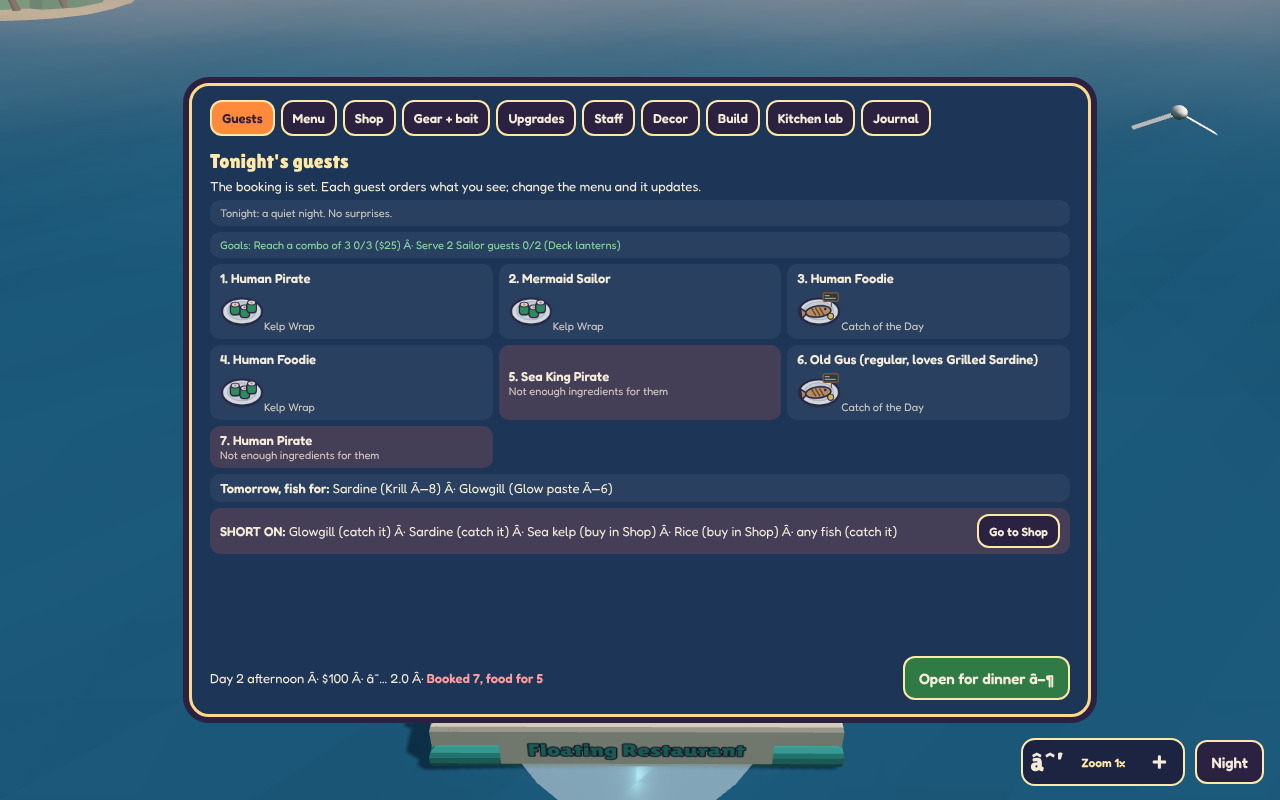 Guests Menu Shop Gear + bait Upgrades Staff Decor Build Kitchen lab Journal
Tonight's guests
The booking is set. Each guest orders what you see; change the menu and it updates.
Tonight: a quiet night. No surprises.
Goals: Reach a combo of 3 0/3 ($25) Â· Serve 2 Sailor guests 0/2 (Deck lanterns)
1. Human Pirate
Kelp Wrap
2. Mermaid Sailor
Kelp Wrap
3. Human Foodie
Catch of the Day
4. Human Foodie
Kelp Wrap
5. Sea King Pirate
Not enough ingredients for them
6. Old Gus (regular, loves Grilled Sardine)
Catch of the Day
7. Human Pirate
Not enough ingredients for them
Tomorrow, fish for: Sardine (Krill Ã—8) Â· Glowgill (Glow paste Ã—6)
SHORT ON: Glowgill (catch it) Â· Sardine (catch it) Â· Sea kelp (buy in Shop) Â· Rice (buy in Shop) Â· any fish (catch it)
Go to Shop
Day 2 afternoon Â· $100 Â· â˜… 2.0 Â· Booked 7, food for 5
Open for dinner â–¶
Floating Restaurant
âˆ' Zoom 1x +
Night